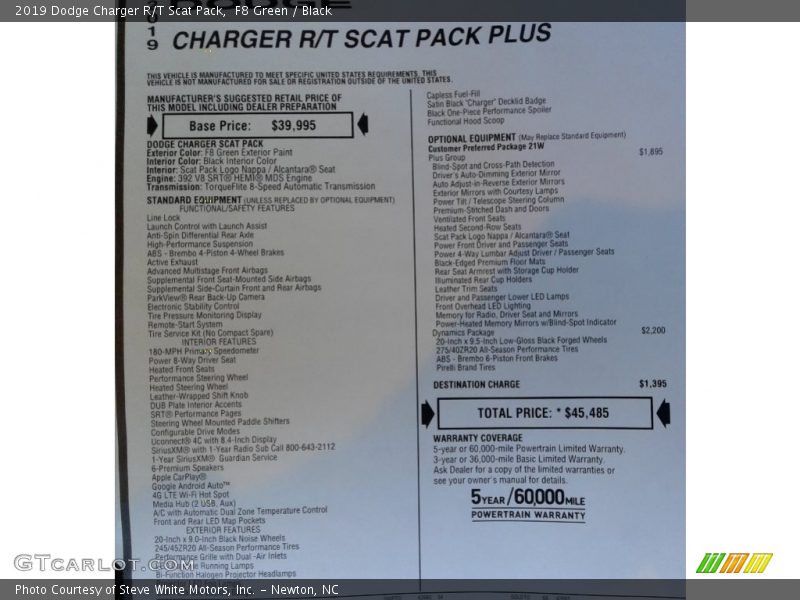 2019 Dodge Charger R/T Scat Pack, F8 Green / Black
2019
CHARGER R/T SCAT PACK PLUS
THIS VEHICLE IS MANUFACTURED TO MEET SPECIFIC UNITED STATES REQUIREMENTS. THIS
VEHICLE IS NOT MANUFACTURED FOR SALE OR REGISTRATION OUTSIDE OF THE UNITED STATES.
MANUFACTURER'S SUGGESTED RETAIL PRICE OF
THIS MODEL INCLUDING DEALER PREPARATION
Base Price: $39,995
DODGE CHARGER SCAT PACK
Exterior Color: F8 Green Exterior Paint
Interior Color: Black Interior Color
Interior: Scat Pack Logo Nappa / Alcantara® Seat
Engine: 392 V8 SRT® HEMI® MDS Engine
Transmission: TorqueFlite 8-Speed Automatic Transmission
STANDARD EQUIPMENT (UNLESS REPLACED BY OPTIONAL EQUIPMENT)
FUNCTIONAL/SAFETY FEATURES
Line Lock
Launch Control with Launch Assist
Anti-Spin Differential Rear Axle
High-Performance Suspension
ABS - Brembo 4-Piston 4-Wheel Brakes
Active Exhaust
Advanced Multistage Front Airbags
Supplemental Front Seat-Mounted Side Airbags
Supplemental Side-Curtain Front and Rear Airbags
ParkView® Rear Back-Up Camera
Electronic Stability Control
Tire Pressure Monitoring Display
Remote-Start System
Tire Service Kit (No Compact Spare)
INTERIOR FEATURES
180-MPH Primary Speedometer
Power 8-Way Driver Seat
Heated Front Seats
Performance Steering Wheel
Heated Steering Wheel
Leather-Wrapped Shift Knob
DUB Plate Interior Accents
SRT® Performance Pages
Steering Wheel Mounted Paddle Shifters
Configurable Drive Modes
Uconnect® 4C with 8.4-Inch Display
SiriusXM® with 1-Year Radio Sub Call 800-643-2112
1-Year SiriusXM® Guardian Service
6-Premium Speakers
Apple CarPlay®
Google Android Auto™
4G LTE Wi-Fi Hot Spot
Media Hub (2 USB, Aux)
A/C with Automatic Dual Zone Temperature Control
Front and Rear LED Map Pockets
EXTERIOR FEATURES
20-Inch x 9.0-Inch Black Noise Wheels
245/45ZR20 All-Season Performance Tires
Performance Grille with Dual -Air Inlets
Running Lamps
Bi-Function Halogen Projector Headlamps
Capless Fuel-Fill
Satin Black "Charger" Decklid Badge
Black One-Piece Performance Spoiler
Functional Hood Scoop
OPTIONAL EQUIPMENT (May Replace Standard Equipment)
Customer Preferred Package 21W
Plus Group $1,895
Blind-Spot and Cross-Path Detection
Driver's Auto-Dimming Exterior Mirror
Auto Adjust-in-Reverse Exterior Mirrors
Exterior Mirrors with Courtesy Lamps
Power Tilt / Telescope Steering Column
Premium-Stitched Dash and Doors
Ventilated Front Seats
Heated Second-Row Seats
Scat Pack Logo Nappa / Alcantara® Seat
Power Front Driver and Passenger Seats
Power 4-Way Lumbar Adjust Driver / Passenger Seats
Black-Edged Premium Floor Mats
Rear Seat Armrest with Storage Cup Holder
Illuminated Rear Cup Holders
Leather Trim Seats
Driver and Passenger Lower LED Lamps
Front Overhead LED Lighting
Memory for Radio, Driver Seat and Mirrors
Power-Heated Memory Mirrors w/Blind-Spot Indicator
Dynamics Package $2,200
20-Inch x 9.5-Inch Low-Gloss Black Forged Wheels
275/40ZR20 All-Season Performance Tires
ABS - Brembo 6-Piston Front Brakes
Pirelli Brand Tires
DESTINATION CHARGE $1,395
TOTAL PRICE: * $45,485
WARRANTY COVERAGE
5-year or 60,000-mile Powertrain Limited Warranty.
3-year or 36,000-mile Basic Limited Warranty.
Ask Dealer for a copy of the limited warranties or
see your owner's manual for details.
5 YEAR / 60,000 MILE
POWERTRAIN WARRANTY
GTCARLOT.COM
Photo Courtesy of Steve White Motors, Inc. – Newton, NC